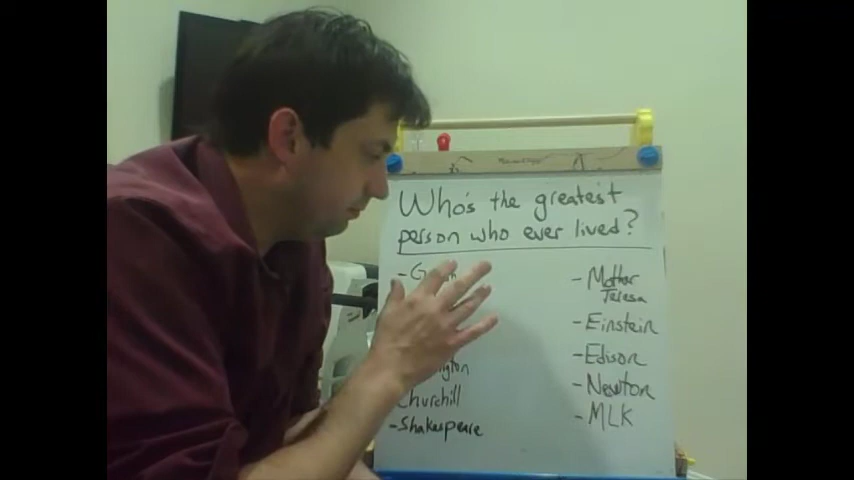 Who's the greatest
person who ever lived?
Churchill
- Shakespeare
- Mother
Teresa
- Einstein
- Edison
- Newton
- MLK